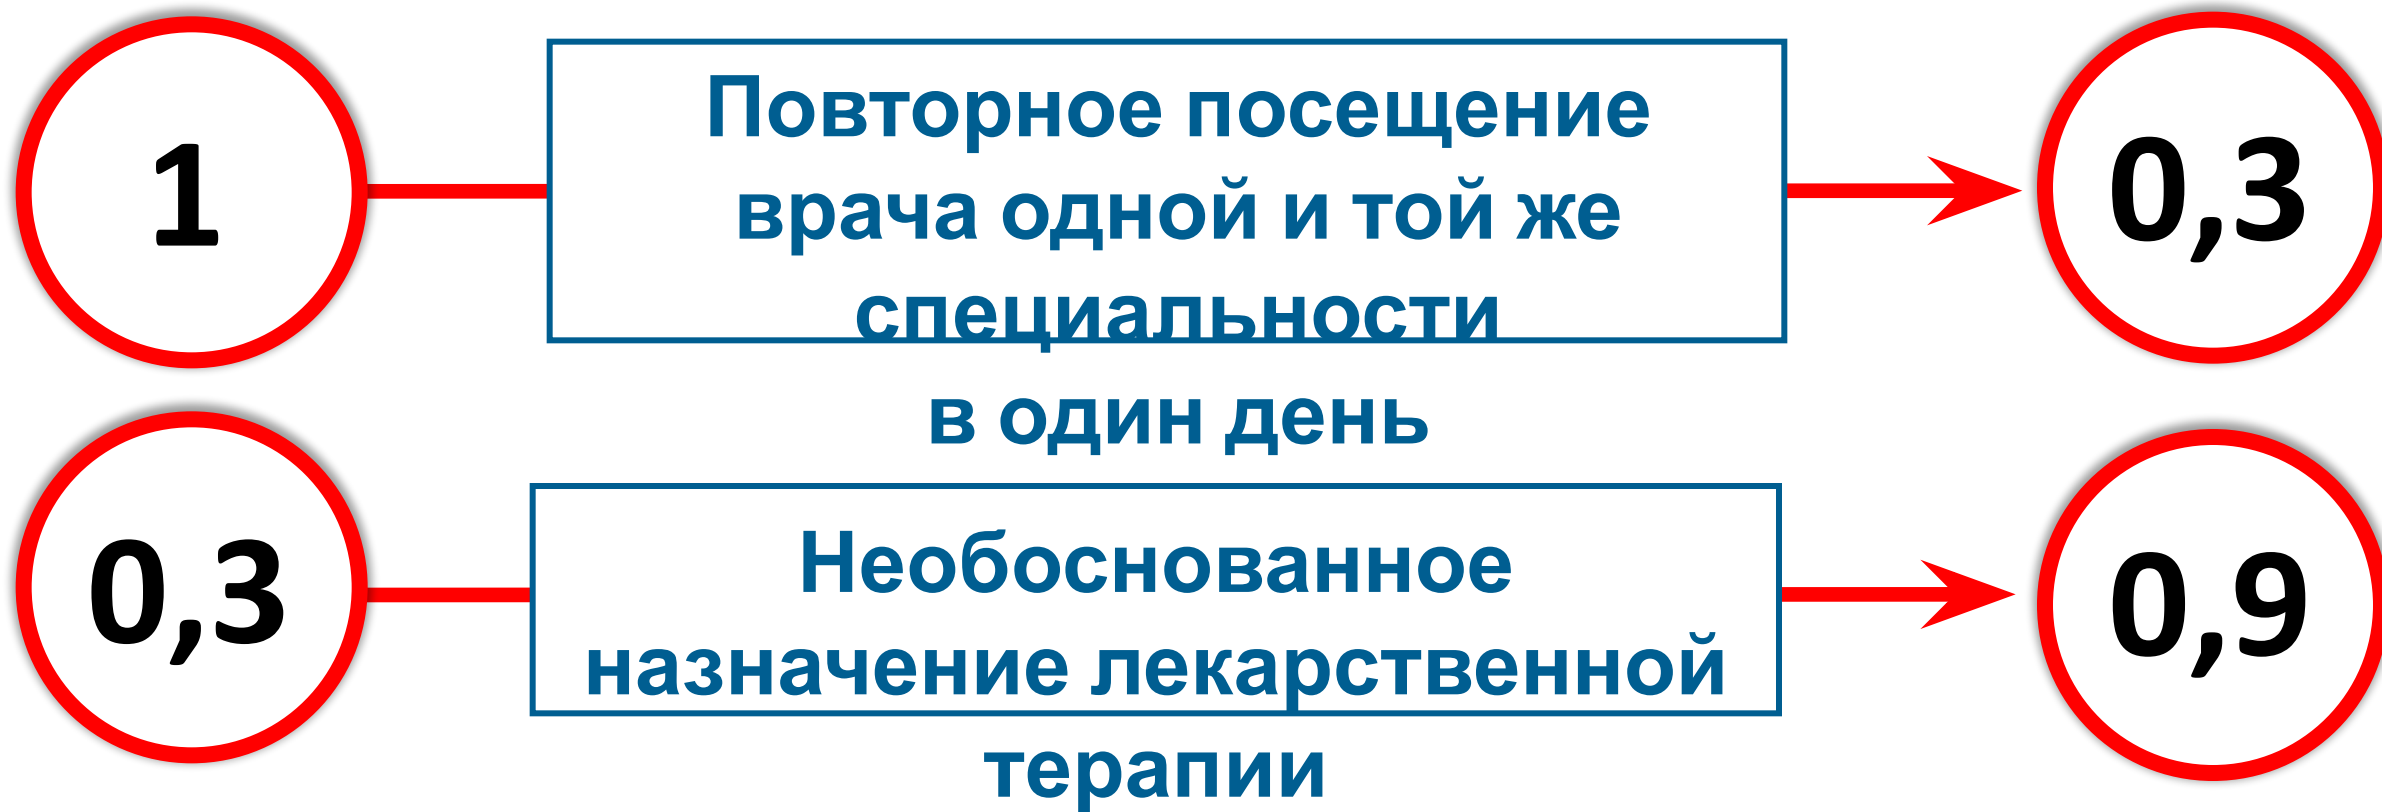 1
Повторное посещение
врача одной и той же
специальности
в один день
0,3
0,3
Необоснованное
назначение лекарственной
терапии
0,9